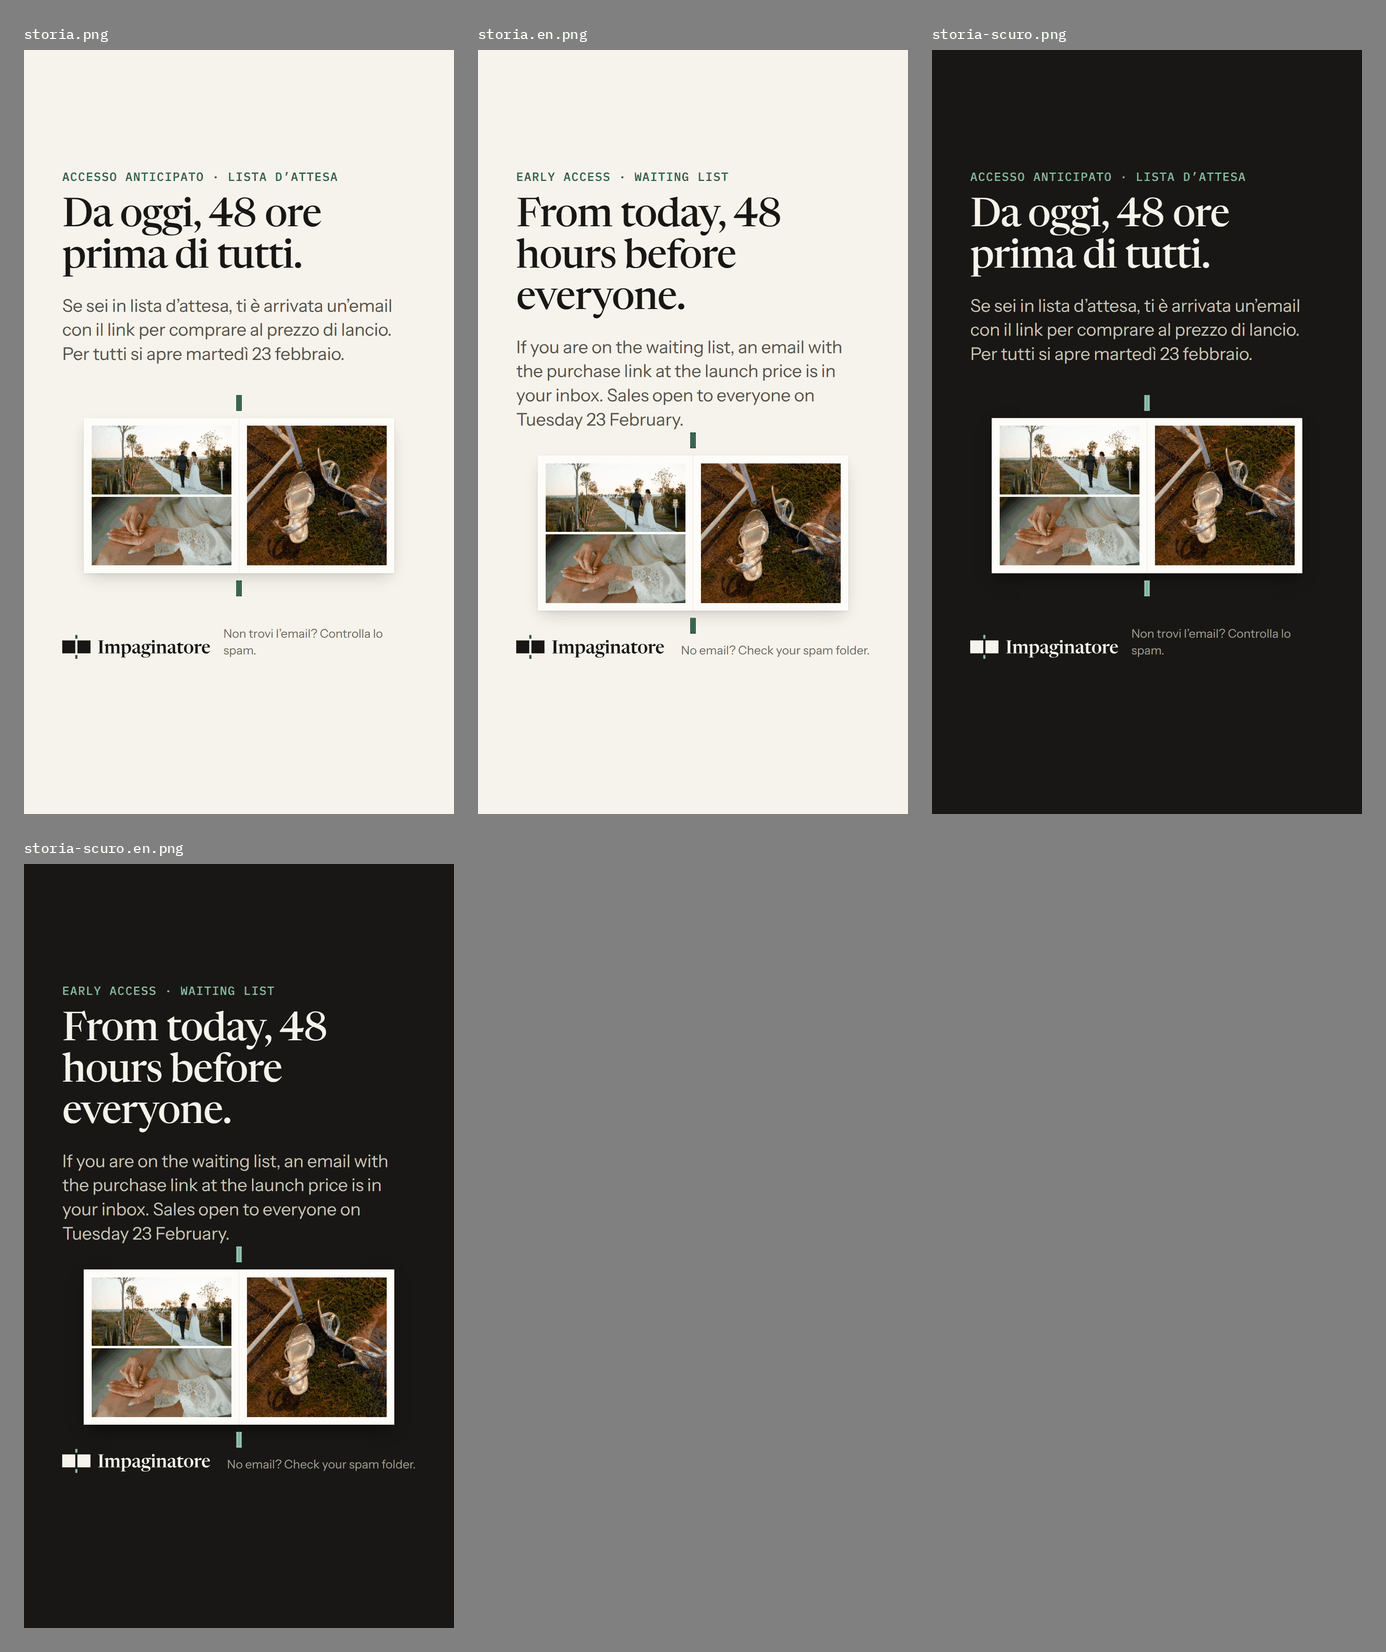 storia.png
ACCESSO ANTICIPATO · LISTA D’ATTESA
Da oggi, 48 ore
prima di tutti.
Se sei in lista d’attesa, ti è arrivata un’email
con il link per comprare al prezzo di lancio.
Per tutti si apre martedì 23 febbraio.
Impaginatore
Non trovi l’email? Controlla lo
spam.
storia.en.png
EARLY ACCESS · WAITING LIST
From today, 48
hours before
everyone.
If you are on the waiting list, an email with
the purchase link at the launch price is in
your inbox. Sales open to everyone on
Tuesday 23 February.
Impaginatore
No email? Check your spam folder.
storia-scuro.png
ACCESSO ANTICIPATO · LISTA D’ATTESA
Da oggi, 48 ore
prima di tutti.
Se sei in lista d’attesa, ti è arrivata un’email
con il link per comprare al prezzo di lancio.
Per tutti si apre martedì 23 febbraio.
Impaginatore
Non trovi l’email? Controlla lo
spam.
storia-scuro.en.png
EARLY ACCESS · WAITING LIST
From today, 48
hours before
everyone.
If you are on the waiting list, an email with
the purchase link at the launch price is in
your inbox. Sales open to everyone on
Tuesday 23 February.
Impaginatore
No email? Check your spam folder.